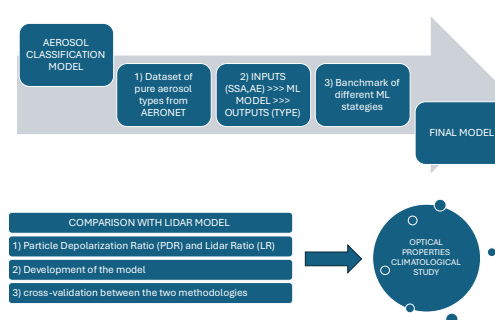 AEROSOL
CLASSIFICATION
MODEL
1) Dataset of
pure aerosol
types from
AERONET
2) INPUTS
(SSA,AE) >>> ML
MODEL >>>
OUTPUTS (TYPE)
3) Banchmark of
different ML
stategies
FINAL MODEL
COMPARISON WITH LIDAR MODEL
1) Particle Depolarization Ratio (PDR) and Lidar Ratio (LR)
2) Development of the model
3) cross-validation between the two methodologies
OPTICAL
PROPERTIES
CLIMATOLOGICAL
STUDY